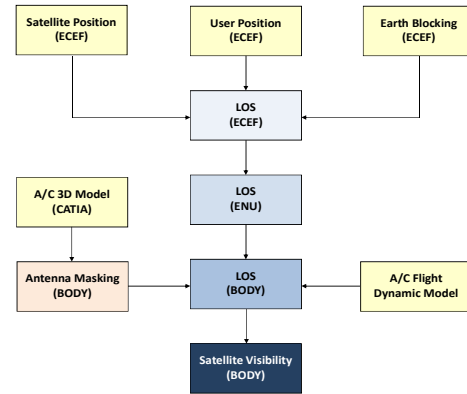 Satellite Position
(ECEF)
User Position
(ECEF)
Earth Blocking
(ECEF)
LOS
(ECEF)
A/C 3D Model
(CATIA)
LOS
(ENU)
Antenna Masking
(BODY)
LOS
(BODY)
A/C Flight
Dynamic Model
Satellite Visibility
(BODY)